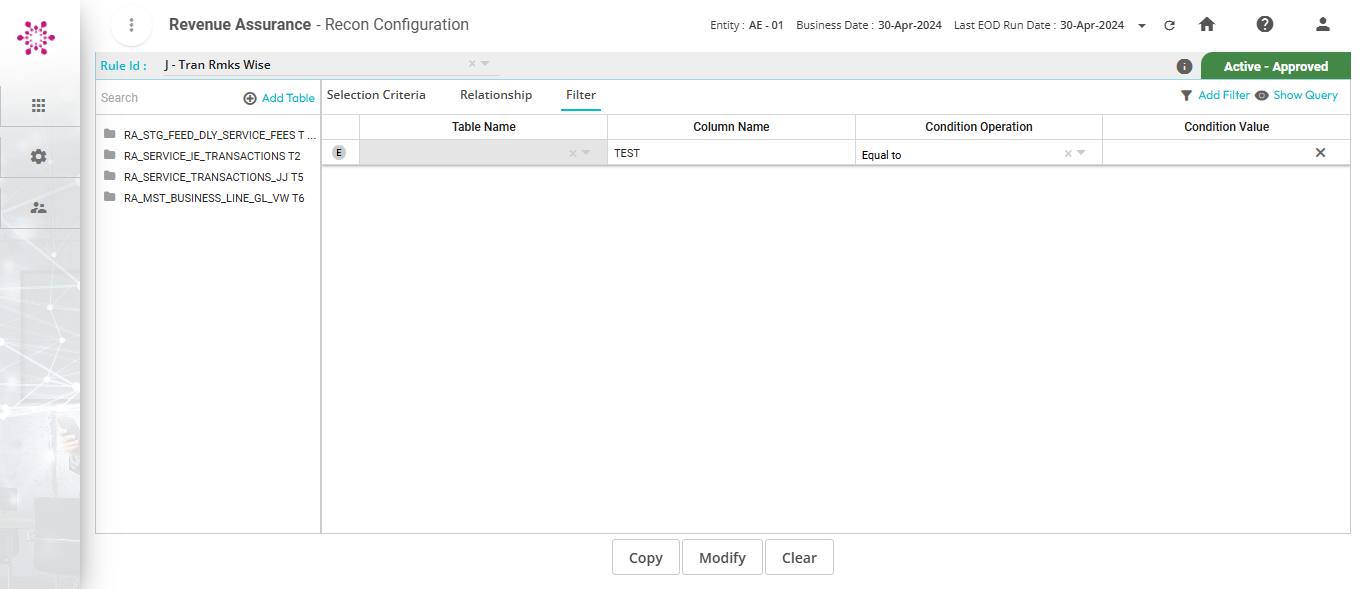 Revenue Assurance - Recon Configuration
Entity : AE - 01 Business Date : 30-Apr-2024 Last EOD Run Date : 30-Apr-2024
Rule Id : J - Tran Rmks Wise
Active - Approved
Search Add Table
Selection Criteria Relationship Filter
Add Filter Show Query
RA_STG_FEED_DLY_SERVICE_FEES T ...
RA_SERVICE_IE_TRANSACTIONS T2
RA_SERVICE_TRANSACTIONS_JJ T5
RA_MST_BUSINESS_LINE_GL_VW T6
Table Name Column Name Condition Operation Condition Value
E TEST Equal to
Copy Modify Clear